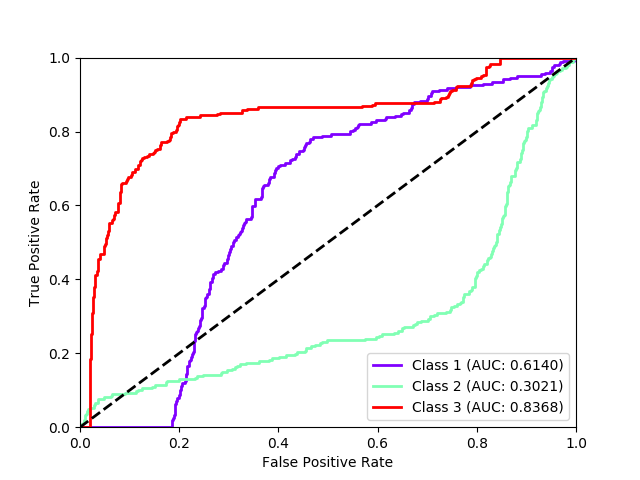 1.0
0.8
0.6
0.4
0.2
0.0
True Positive Rate
Class 1 (AUC: 0.6140)
Class 2 (AUC: 0.3021)
Class 3 (AUC: 0.8368)
0.0 0.2 0.4 0.6 0.8 1.0
False Positive Rate